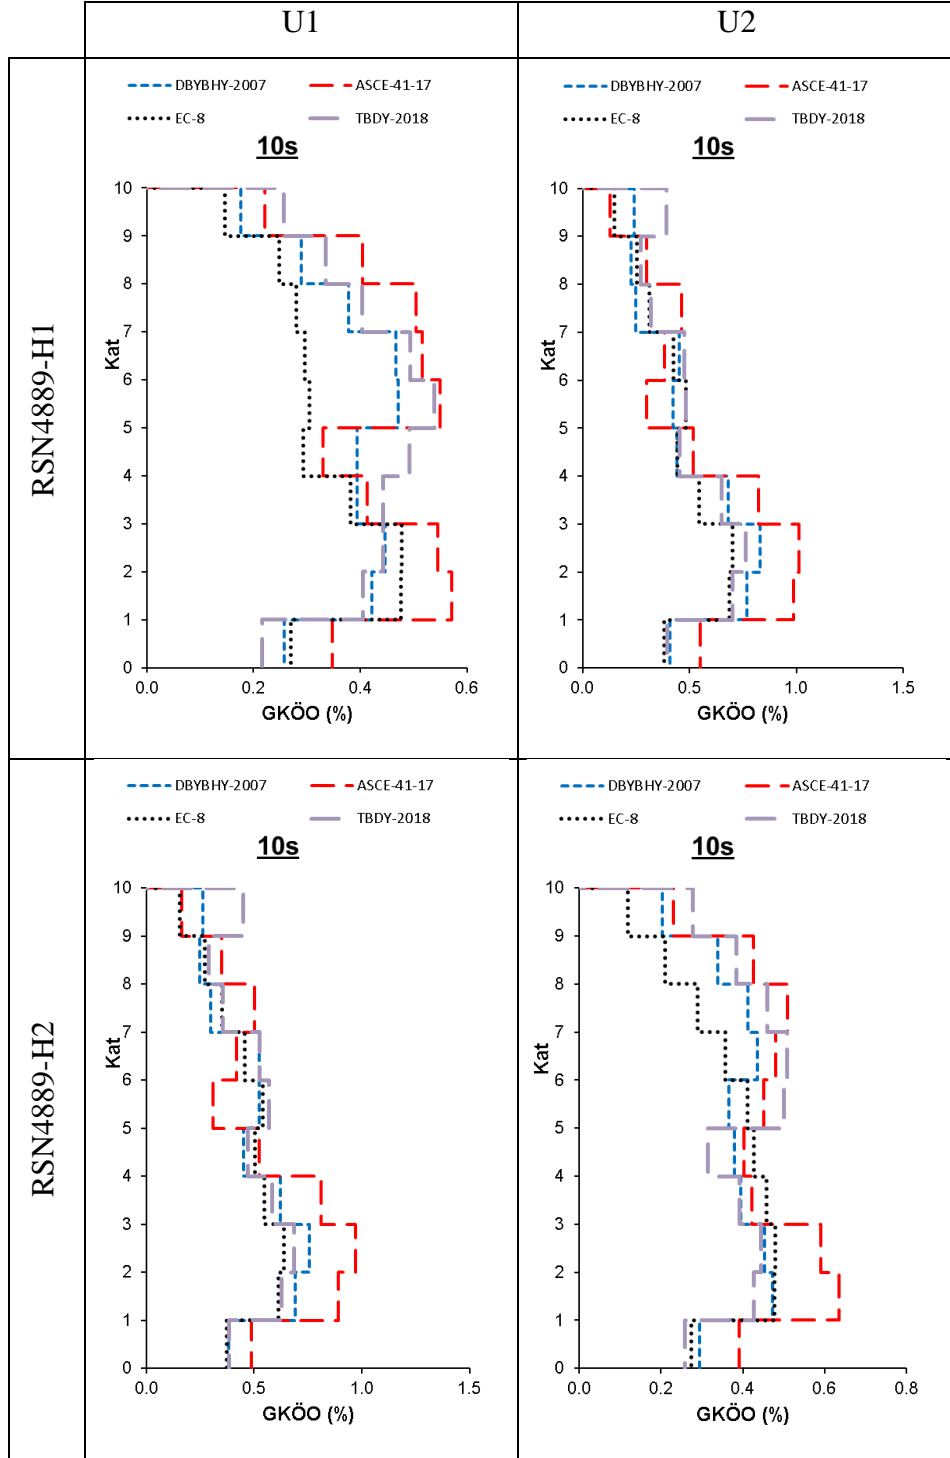 U1 U2
RSN4889-H1
DBYBHY-2007 ASCE-41-17
EC-8 TBDY-2018
10s
10
9
8
7
6
5
4
3
2
1
0
Kat
0.0 0.2 0.4 0.6
GKÖO (%)
DBYBHY-2007 ASCE-41-17
EC-8 TBDY-2018
10s
10
9
8
7
6
5
4
3
2
1
0
Kat
0.0 0.5 1.0 1.5
GKÖO (%)
RSN4889-H2
DBYBHY-2007 ASCE-41-17
EC-8 TBDY-2018
10s
10
9
8
7
6
5
4
3
2
1
0
Kat
0.0 0.5 1.0 1.5
GKÖO (%)
DBYBHY-2007 ASCE-41-17
EC-8 TBDY-2018
10s
10
9
8
7
6
5
4
3
2
1
0
Kat
0.0 0.2 0.4 0.6 0.8
GKÖO (%)